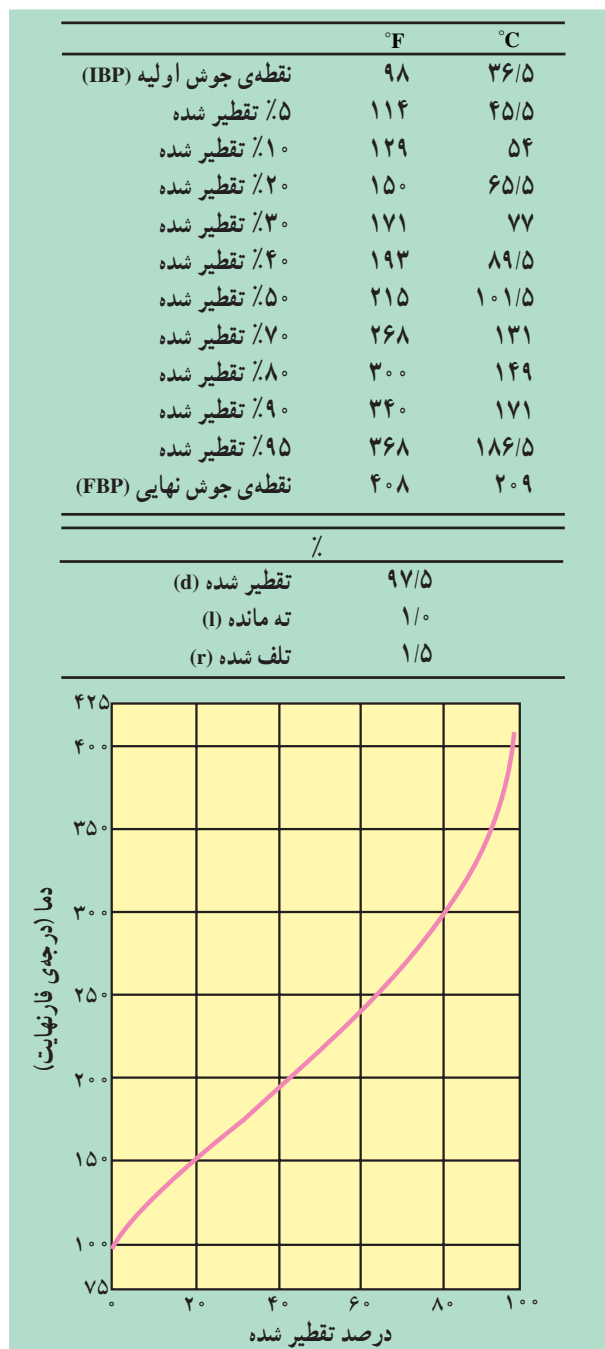 °F °C
نقطه‌ی جوش اولیه (IBP) ۹۸ ۳۶/۵
۵٪ تقطیر شده ۱۱۴ ۴۵/۵
۱۰٪ تقطیر شده ۱۲۹ ۵۴
۲۰٪ تقطیر شده ۱۵۰ ۶۵/۵
۳۰٪ تقطیر شده ۱۷۱ ۷۷
۴۰٪ تقطیر شده ۱۹۳ ۸۹/۵
۵۰٪ تقطیر شده ۲۱۵ ۱۰۱/۵
۷۰٪ تقطیر شده ۲۶۸ ۱۳۱
۸۰٪ تقطیر شده ۳۰۰ ۱۴۹
۹۰٪ تقطیر شده ۳۴۰ ۱۷۱
۹۵٪ تقطیر شده ۳۶۸ ۱۸۶/۵
نقطه‌ی جوش نهایی (FBP) ۴۰۸ ۲۰۹
٪
تقطیر شده (d) ۹۷/۵
ته مانده (l) ۱/۰
تلف شده (r) ۱/۵
۴۲۵
۴۰۰
۳۵۰
۳۰۰
۲۵۰
۲۰۰
۱۵۰
۱۰۰
۷۵
دما (درجه‌ی فارنهایت)
۰ ۲۰ ۴۰ ۶۰ ۸۰ ۱۰۰
درصد تقطیر شده